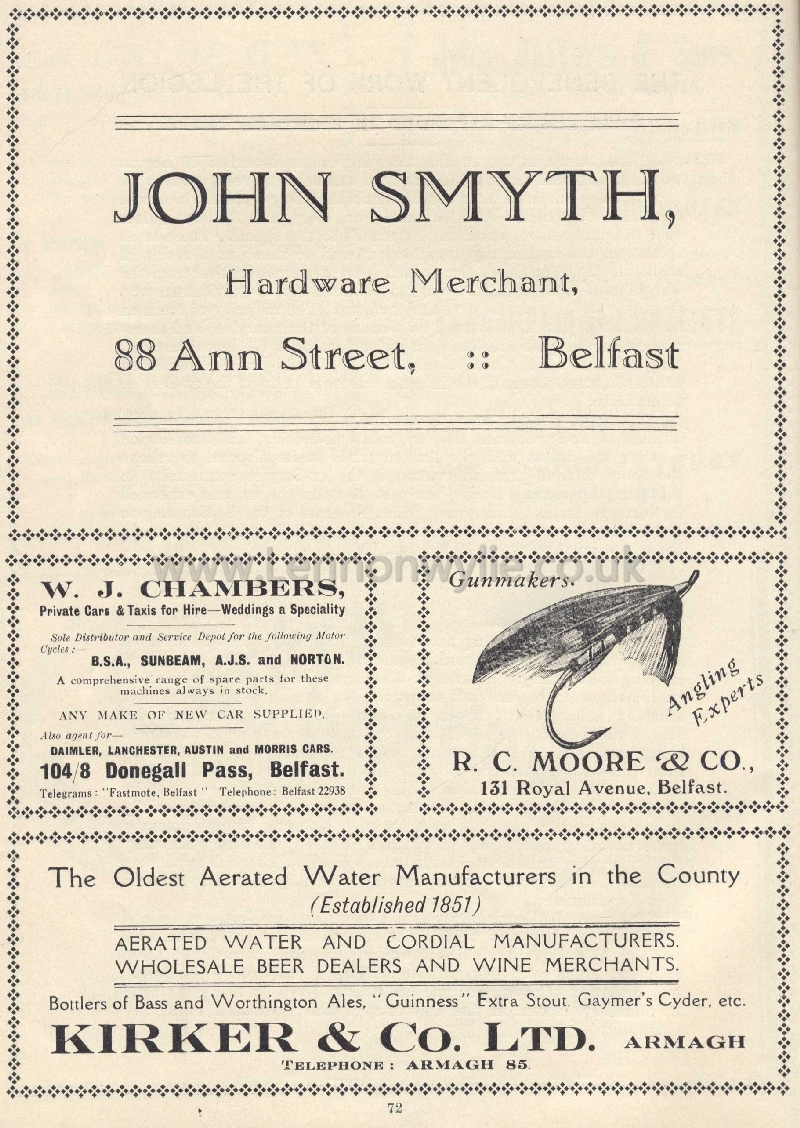 JOHN SMYTH,
Hardware Merchant,
88 Ann Street, :: Belfast
www.Lennonwylie.co.uk
W. J. CHAMBERS,
Private Cars & Taxis for Hire—Weddings a Speciality
Sole Distributor and Service Depot for the following Motor
Cycles :—
B.S.A., SUNBEAM, A.J.S. and NORTON.
A comprehensive range of spare parts for these
machines always in stock.
ANY MAKE OF NEW CAR SUPPLIED.
Also agent for—
DAIMLER, LANCHESTER, AUSTIN and MORRIS CARS.
104/8 Donegall Pass, Belfast.
Telegrams: "Fastmote, Belfast" Telephone: Belfast 22938
Gunmakers.
Angling
Experts
R. C. MOORE & CO.,
131 Royal Avenue, Belfast.
The Oldest Aerated Water Manufacturers in the County
(Established 1851)
AERATED WATER AND CORDIAL MANUFACTURERS.
WHOLESALE BEER DEALERS AND WINE MERCHANTS.
Bottlers of Bass and Worthington Ales, "Guinness" Extra Stout, Gaymer's Cyder, etc.
KIRKER & Co. LTD. ARMAGH
TELEPHONE : ARMAGH 85.
72